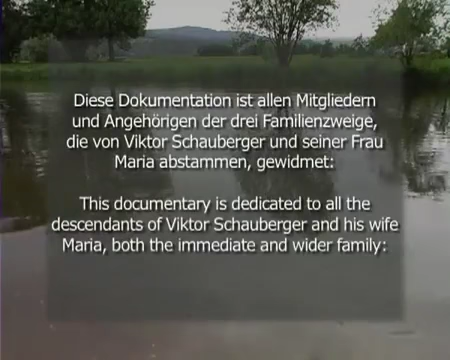 Diese Dokumentation ist allen Mitgliedern
und Angehörigen der drei Familienzweige,
die von Viktor Schauberger und seiner Frau
Maria abstammen, gewidmet:
This documentary is dedicated to all the
descendants of Viktor Schauberger and his wife
Maria, both the immediate and wider family: